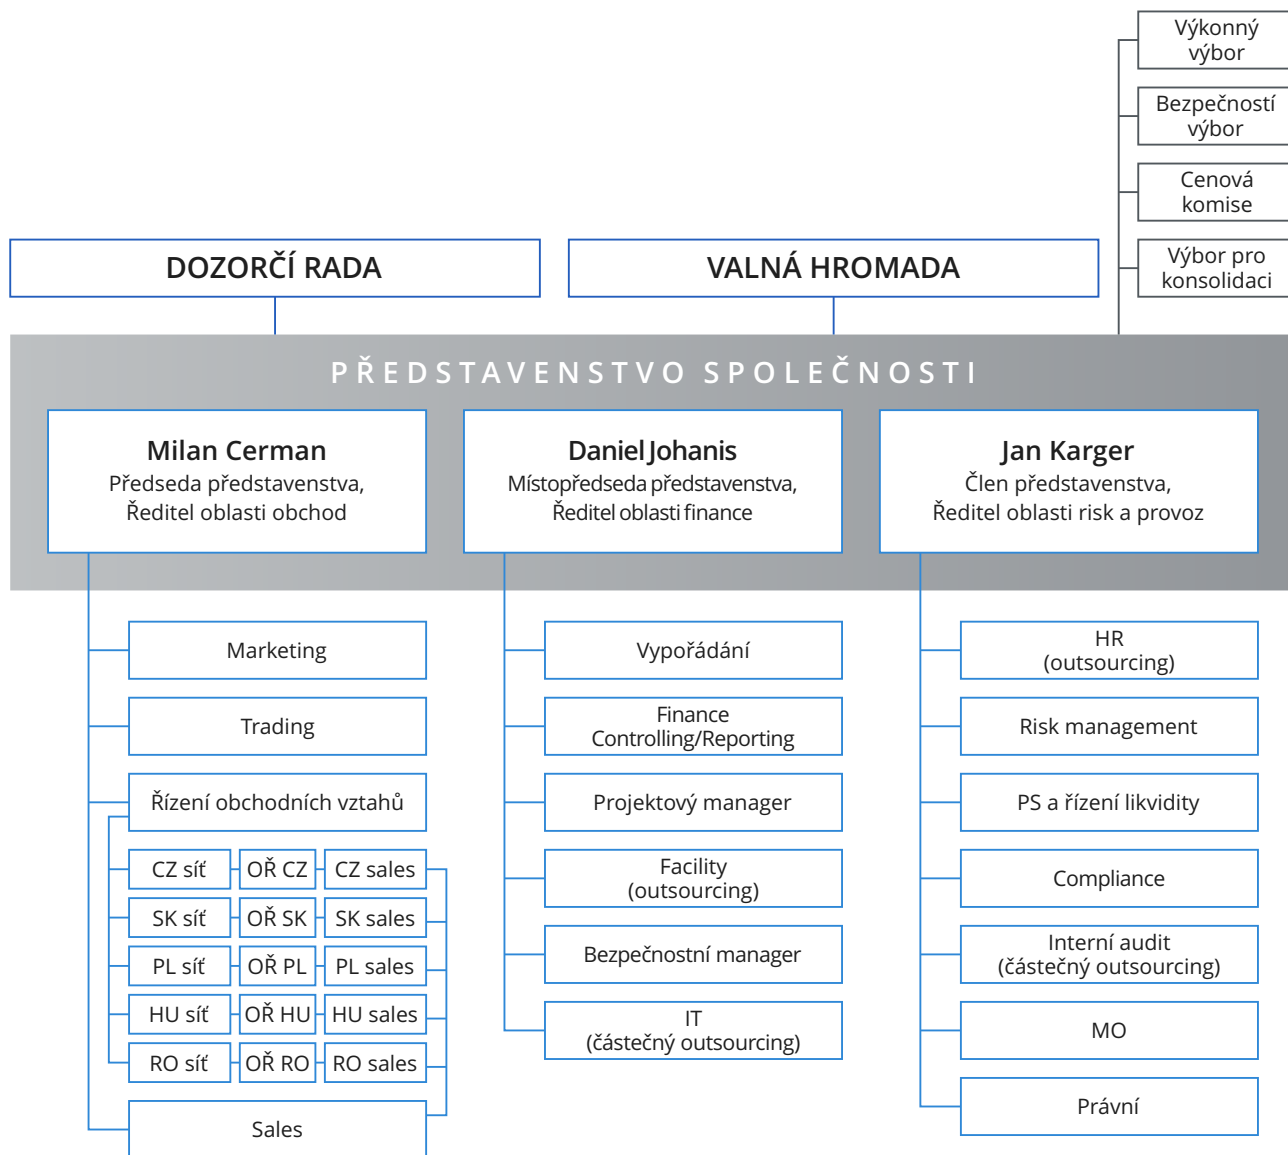 Výkonný
výbor
Bezpečností
výbor
Cenová
komise
Výbor pro
konsolidaci
DOZORČÍ RADA
VALNÁ HROMADA
PŘEDSTAVENSTVO SPOLEČNOSTI
Milan Cerman
Předseda představenstva,
Ředitel oblasti obchod
Daniel Johanis
Místopředseda představenstva,
Ředitel oblasti finance
Jan Karger
Člen představenstva,
Ředitel oblasti risk a provoz
Marketing
Trading
Řízení obchodních vztahů
CZ síť OŘ CZ CZ sales
SK síť OŘ SK SK sales
PL síť OŘ PL PL sales
HU síť OŘ HU HU sales
RO síť OŘ RO RO sales
Sales
Vypořádání
Finance
Controlling/Reporting
Projektový manager
Facility
(outsourcing)
Bezpečnostní manager
IT
(částečný outsourcing)
HR
(outsourcing)
Risk management
PS a řízení likvidity
Compliance
Interní audit
(částečný outsourcing)
MO
Právní